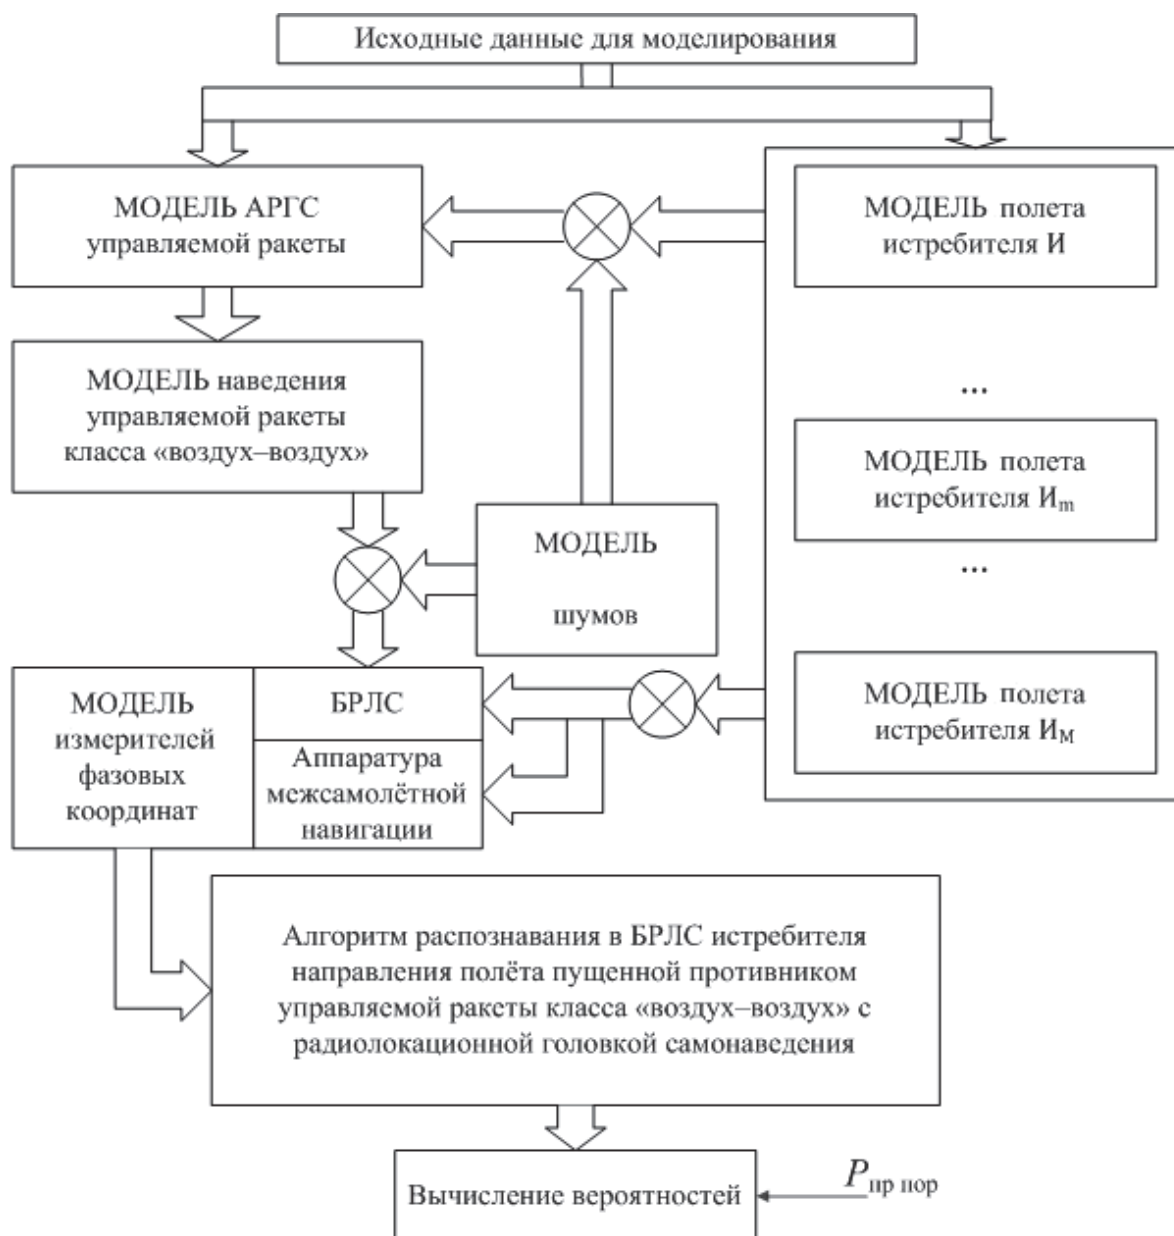 Исходные данные для моделирования
МОДЕЛЬ АРГС
управляемой ракеты
МОДЕЛЬ полета
истребителя И
МОДЕЛЬ наведения
управляемой ракеты
класса «воздух–воздух»
...
МОДЕЛЬ полета
истребителя Иm
...
МОДЕЛЬ
шумов
МОДЕЛЬ полета
истребителя ИМ
МОДЕЛЬ
измерителей
фазовых
координат
БРЛС
Аппаратура
межсамолётной
навигации
Алгоритм распознавания в БРЛС истребителя
направления полёта пущенной противником
управляемой ракеты класса «воздух–воздух» с
радиолокационной головкой самонаведения
Вычисление вероятностей
Pпр пор